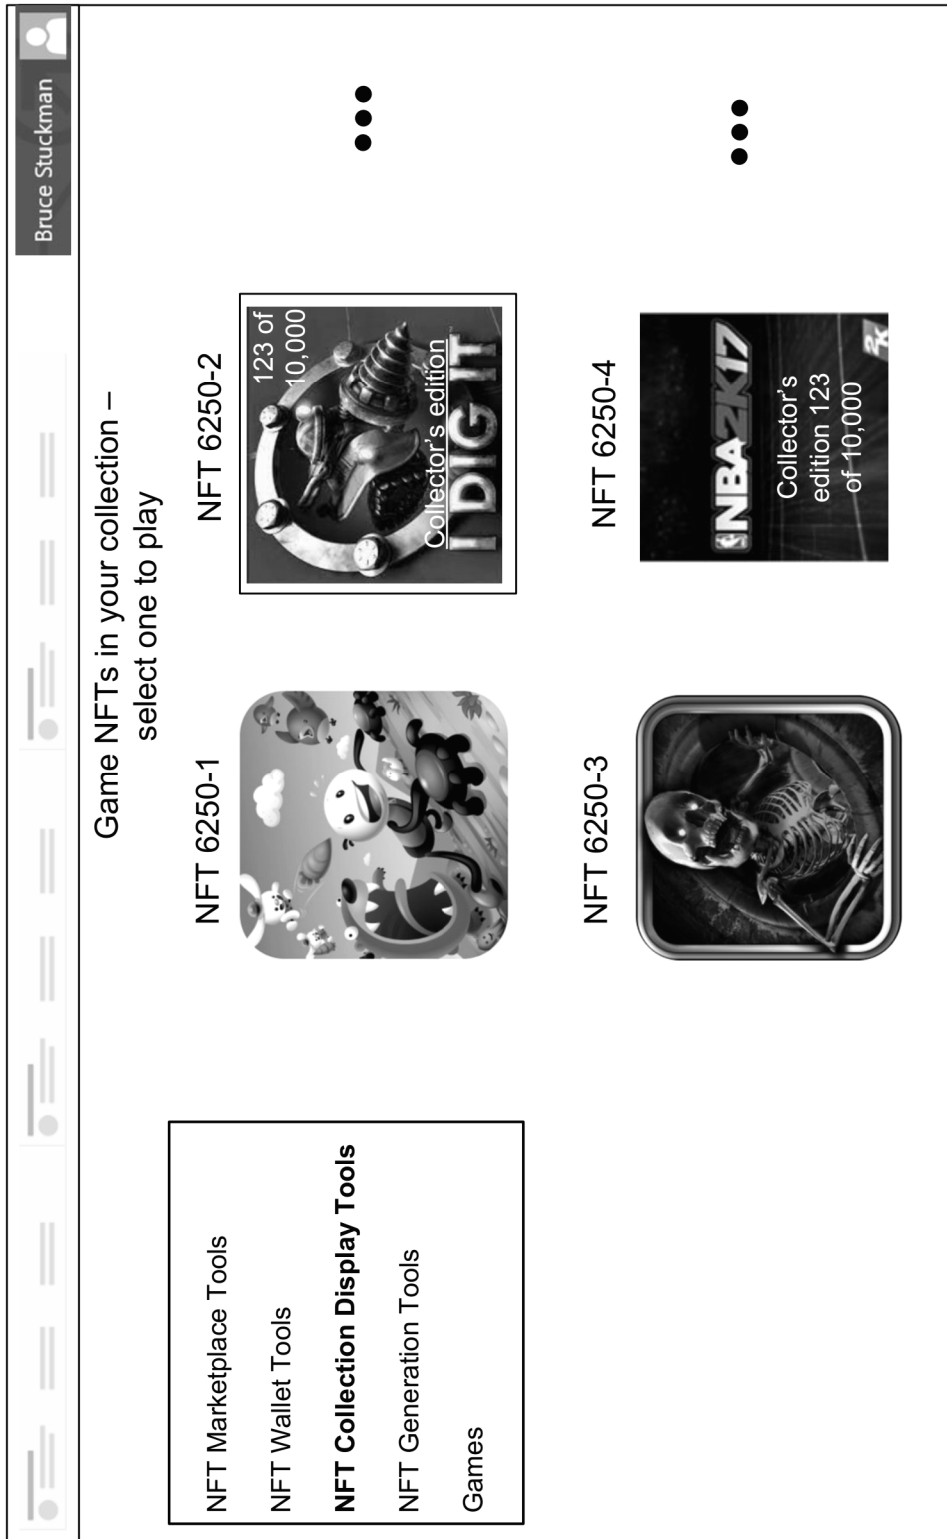 Bruce Stuckman
Game NFTs in your collection –
select one to play
NFT Marketplace Tools
NFT Wallet Tools
NFT Collection Display Tools
NFT Generation Tools
Games
NFT 6250-1
NFT 6250-2
123 of
10,000
Collector's edition
I DIG IT
NFT 6250-3
NFT 6250-4
NBA2K17
Collector's
edition 123
of 10,000
2K